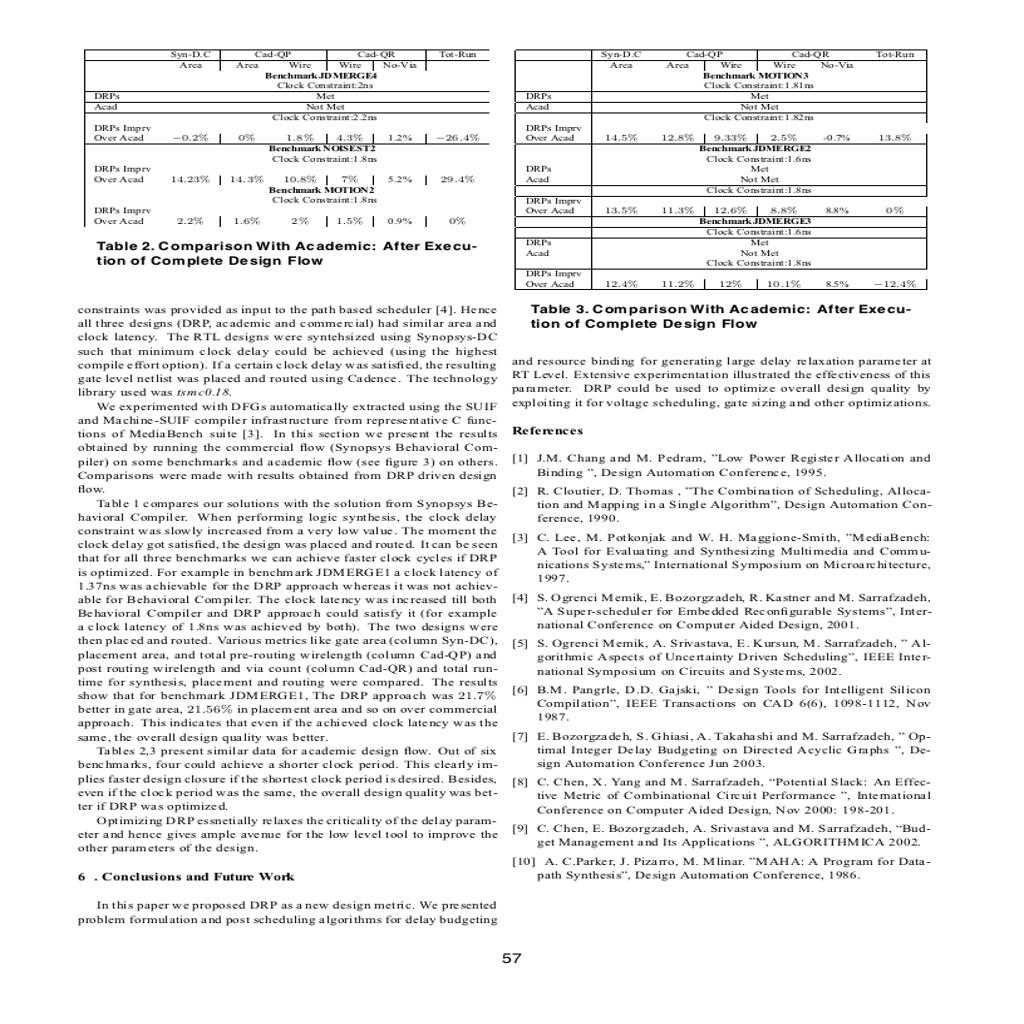 Syn-D.C Cad-QP Cad-QR Tot-Run
Area Area Wire Wire No-Via
Benchmark JDMERGE4
Clock Constraint:2ns
DRPs Met
Acad Not Met
Clock Constraint:2.2ns
DRPs Imprv
Over Acad −0.2% 0% 1.8% 4.3% 1.2% −26.4%
Benchmark NOISEST2
Clock Constraint:1.8ns
DRPs Imprv
Over Acad 14.23% 14.3% 10.8% 7% 5.2% 29.4%
Benchmark MOTION2
Clock Constraint:1.8ns
DRPs Imprv
Over Acad 2.2% 1.6% 2% 1.5% 0.9% 0%
Table 2. Comparison With Academic: After Execu-
tion of Complete Design Flow
constraints was provided as input to the path based scheduler [4]. Hence
all three designs (DRP, academic and commercial) had similar area and
clock latency. The RTL designs were syntehsized using Synopsys-DC
such that minimum clock delay could be achieved (using the highest
compile effort option). If a certain clock delay was satisfied, the resulting
gate level netlist was placed and routed using Cadence. The technology
library used was tsmc0.18.
We experimented with DFGs automatically extracted using the SUIF
and Machine-SUIF compiler infrastructure from representative C func-
tions of MediaBench suite [3]. In this section we present the results
obtained by running the commercial flow (Synopsys Behavioral Com-
piler) on some benchmarks and academic flow (see figure 3) on others.
Comparisons were made with results obtained from DRP driven design
flow.
Table 1 compares our solutions with the solution from Synopsys Be-
havioral Compiler. When performing logic synthesis, the clock delay
constraint was slowly increased from a very low value. The moment the
clock delay got satisfied, the design was placed and routed. It can be seen
that for all three benchmarks we can achieve faster clock cycles if DRP
is optimized. For example in benchmark JDMERGE1 a clock latency of
1.37ns was achievable for the DRP approach whereas it was not achiev-
able for Behavioral Compiler. The clock latency was increased till both
Behavioral Compiler and DRP approach could satisfy it (for example
a clock latency of 1.8ns was achieved by both). The two designs were
then placed and routed. Various metrics like gate area (column Syn-DC),
placement area, and total pre-routing wirelength (column Cad-QP) and
post routing wirelength and via count (column Cad-QR) and total run-
time for synthesis, placement and routing were compared. The results
show that for benchmark JDMERGE1, The DRP approach was 21.7%
better in gate area, 21.56% in placement area and so on over commercial
approach. This indicates that even if the achieved clock latency was the
same, the overall design quality was better.
Tables 2,3 present similar data for academic design flow. Out of six
benchmarks, four could achieve a shorter clock period. This clearly im-
plies faster design closure if the shortest clock period is desired. Besides,
even if the clock period was the same, the overall design quality was bet-
ter if DRP was optimized.
Optimizing DRP essnetially relaxes the criticality of the delay param-
eter and hence gives ample avenue for the low level tool to improve the
other parameters of the design.
6 . Conclusions and Future Work
In this paper we proposed DRP as a new design metric. We presented
problem formulation and post scheduling algorithms for delay budgeting
Syn-D.C Cad-QP Cad-QR Tot-Run
Area Area Wire Wire No-Via
Benchmark MOTION3
Clock Constraint:1.81ns
DRPs Met
Acad Not Met
Clock Constraint:1.82ns
DRPs Imprv
Over Acad 14.5% 12.8% 9.33% 2.5% -0.7% 13.8%
Benchmark JDMERGE2
Clock Constraint:1.6ns
DRPs Met
Acad Not Met
Clock Constraint:1.8ns
DRPs Imprv
Over Acad 13.5% 11.3% 12.6% 8.8% 8.8% 0%
Benchmark JDMERGE3
Clock Constraint:1.6ns
DRPs Met
Acad Not Met
Clock Constraint:1.8ns
DRPs Imprv
Over Acad 12.4% 11.2% 12% 10.1% 8.5% −12.4%
Table 3. Comparison With Academic: After Execu-
tion of Complete Design Flow
and resource binding for generating large delay relaxation parameter at
RT Level. Extensive experimentation illustrated the effectiveness of this
parameter. DRP could be used to optimize overall design quality by
exploiting it for voltage scheduling, gate sizing and other optimizations.
References
[1] J.M. Chang and M. Pedram, ”Low Power Register Allocation and
Binding ”, Design Automation Conference, 1995.
[2] R. Cloutier, D. Thomas , ”The Combination of Scheduling, Alloca-
tion and Mapping in a Single Algorithm”, Design Automation Con-
ference, 1990.
[3] C. Lee, M. Potkonjak and W. H. Maggione-Smith, ”MediaBench:
A Tool for Evaluating and Synthesizing Multimedia and Commu-
nications Systems,” International Symposium on Microarchitecture,
1997.
[4] S. Ogrenci Memik, E. Bozorgzadeh, R. Kastner and M. Sarrafzadeh,
”A Super-scheduler for Embedded Reconfigurable Systems”, Inter-
national Conference on Computer Aided Design, 2001.
[5] S. Ogrenci Memik, A. Srivastava, E. Kursun, M. Sarrafzadeh, ” Al-
gorithmic Aspects of Uncertainty Driven Scheduling”, IEEE Inter-
national Symposium on Circuits and Systems, 2002.
[6] B.M. Pangrle, D.D. Gajski, ” Design Tools for Intelligent Silicon
Compilation”, IEEE Transactions on CAD 6(6), 1098-1112, Nov
1987.
[7] E. Bozorgzadeh, S. Ghiasi, A. Takahashi and M. Sarrafzadeh, ” Op-
timal Integer Delay Budgeting on Directed Acyclic Graphs ”, De-
sign Automation Conference Jun 2003.
[8] C. Chen, X. Yang and M. Sarrafzadeh, “Potential Slack: An Effec-
tive Metric of Combinational Circuit Performance ”, International
Conference on Computer Aided Design, Nov 2000: 198-201.
[9] C. Chen, E. Bozorgzadeh, A. Srivastava and M. Sarrafzadeh, “Bud-
get Management and Its Applications ”, ALGORITHMICA 2002.
[10] A. C.Parker, J. Pizarro, M. Mlinar. ”MAHA: A Program for Data-
path Synthesis”, Design Automation Conference, 1986.
57